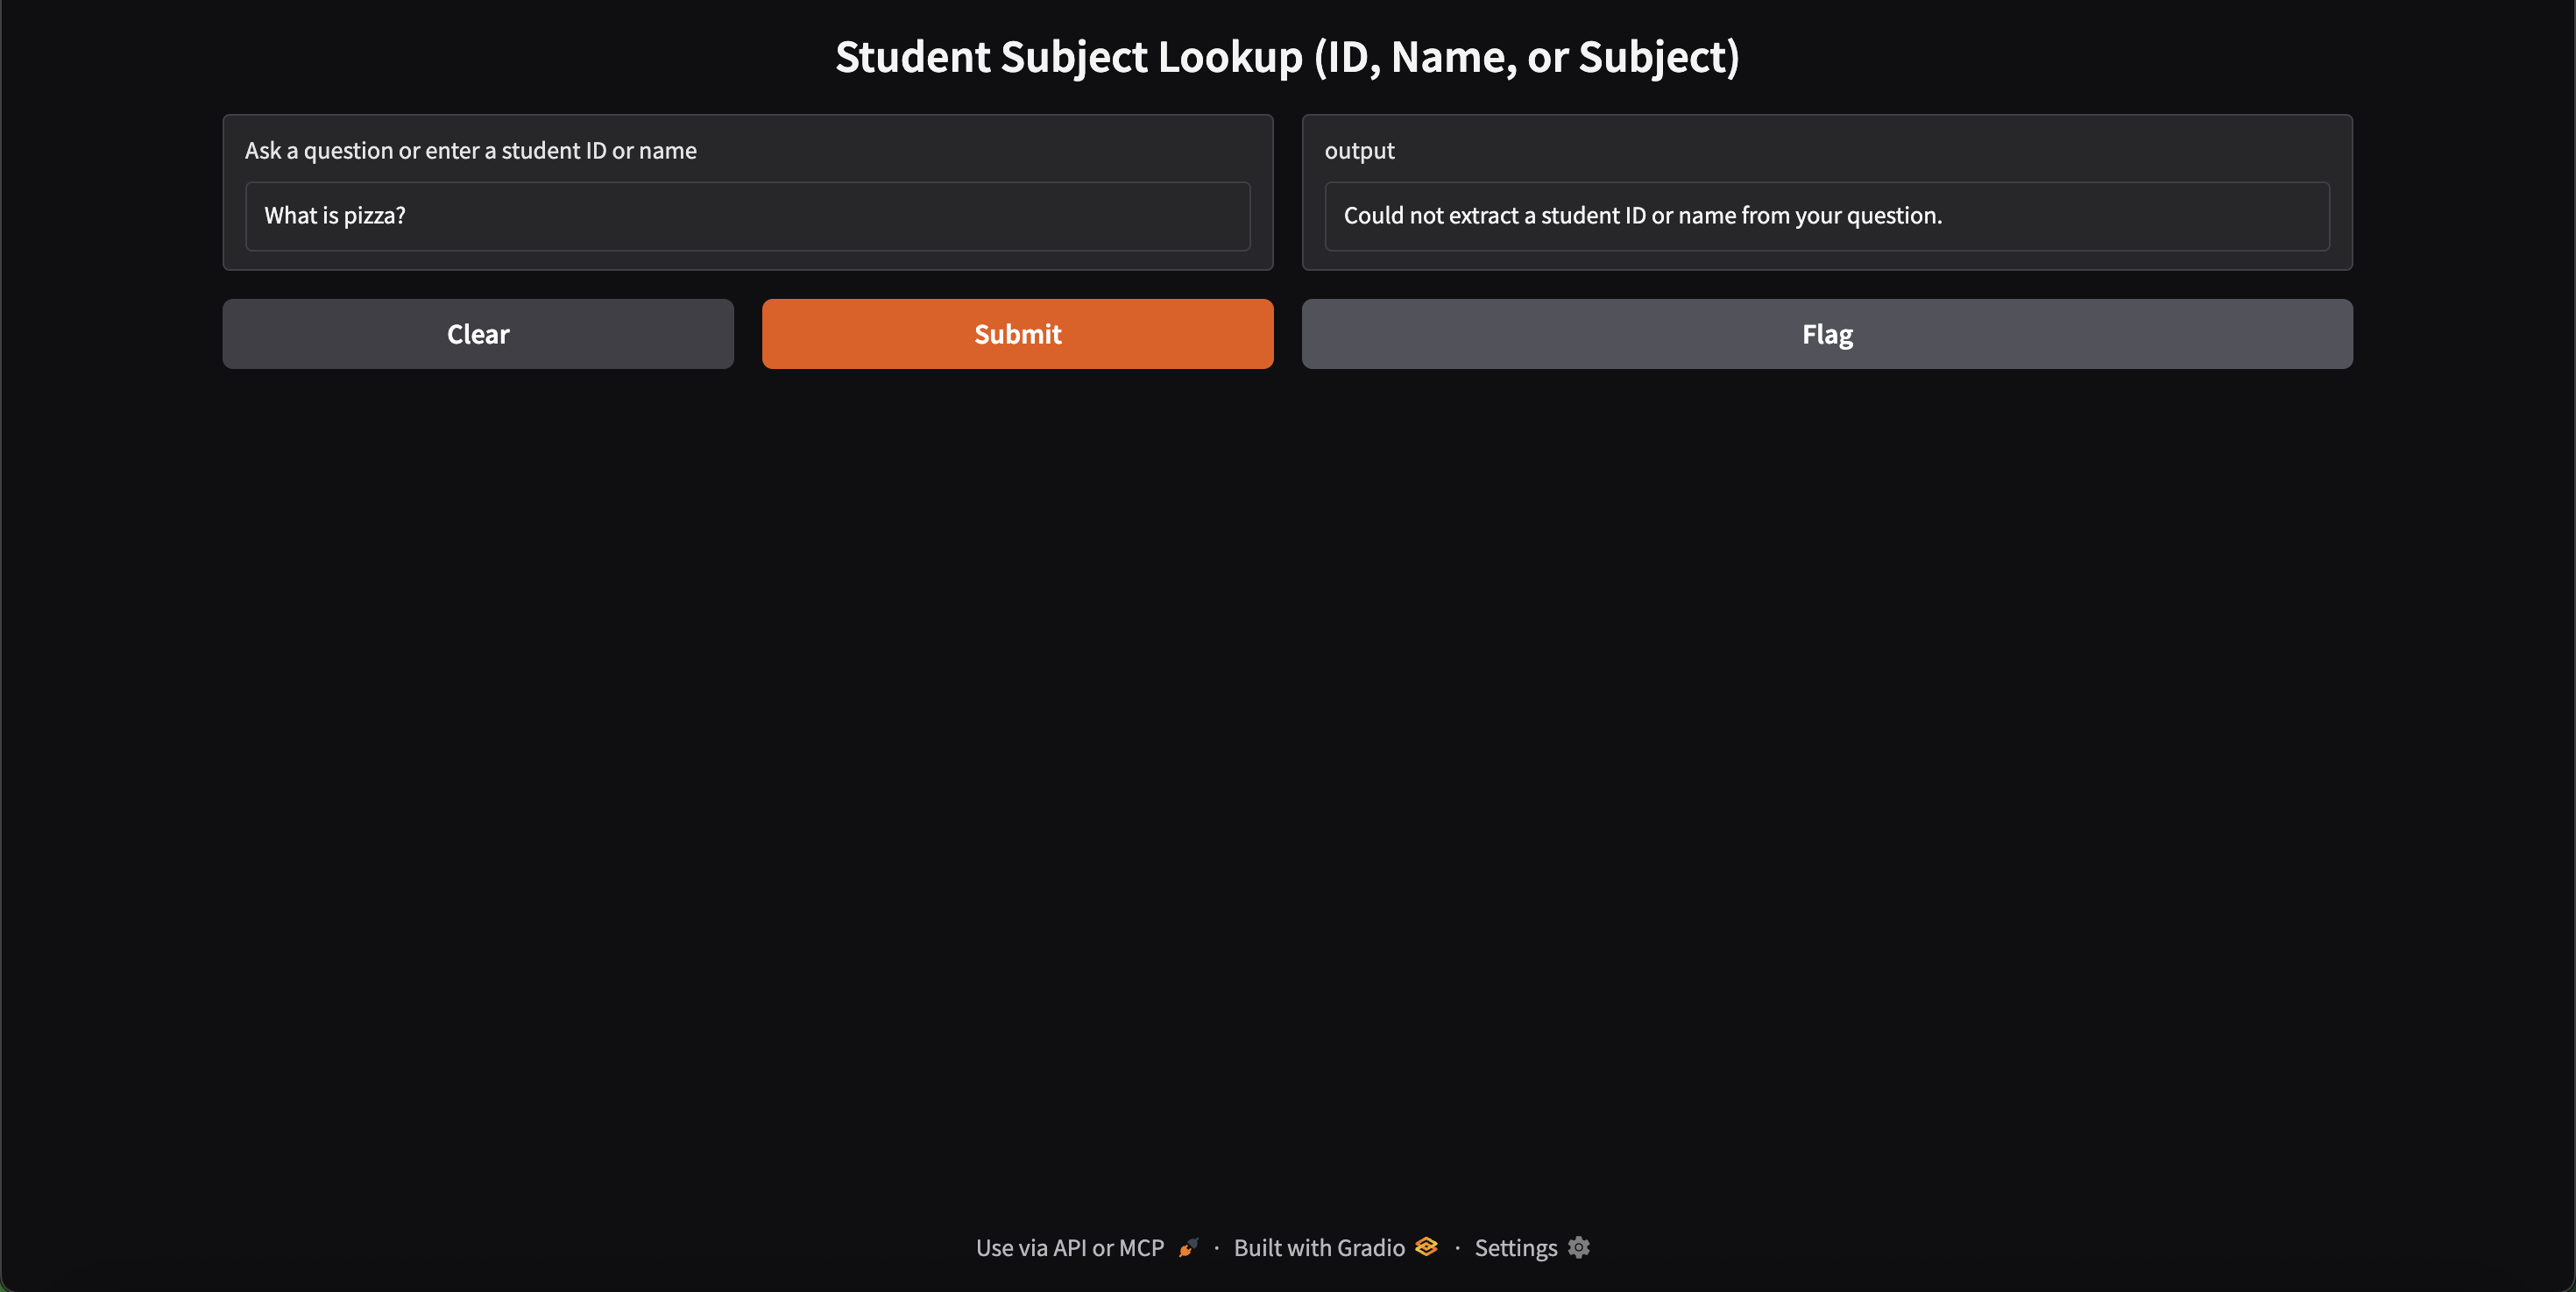 Student Subject Lookup (ID, Name, or Subject)
Ask a question or enter a student ID or name
What is pizza?
output
Could not extract a student ID or name from your question.
Clear
Submit
Flag
Use via API or MCP · Built with Gradio · Settings